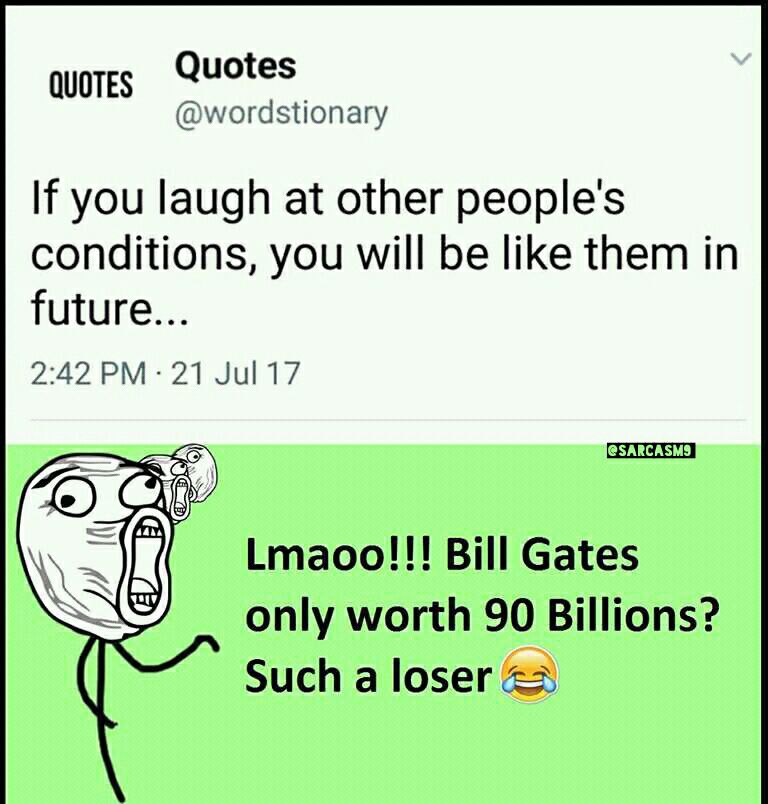 QUOTES
Quotes
@wordstionary
If you laugh at other people's
conditions, you will be like them in
future...
2:42 PM · 21 Jul 17
@SARCASM9
Lmaoo!!! Bill Gates
only worth 90 Billions?
Such a loser😂